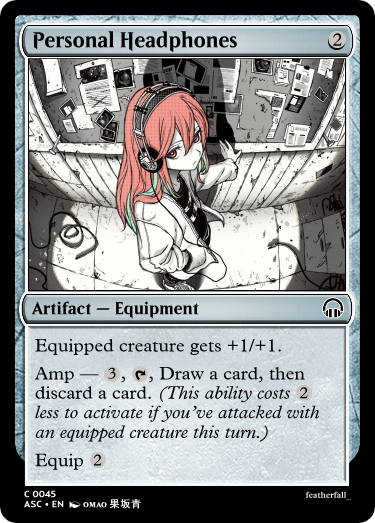 Personal Headphones 2
Artifact — Equipment
Equipped creature gets +1/+1.
Amp — 3, , Draw a card, then
discard a card. (This ability costs 2
less to activate if you’ve attacked with
an equipped creature this turn.)
Equip 2
C 0045
ASC • EN OMAO 果坂青
featherfall_